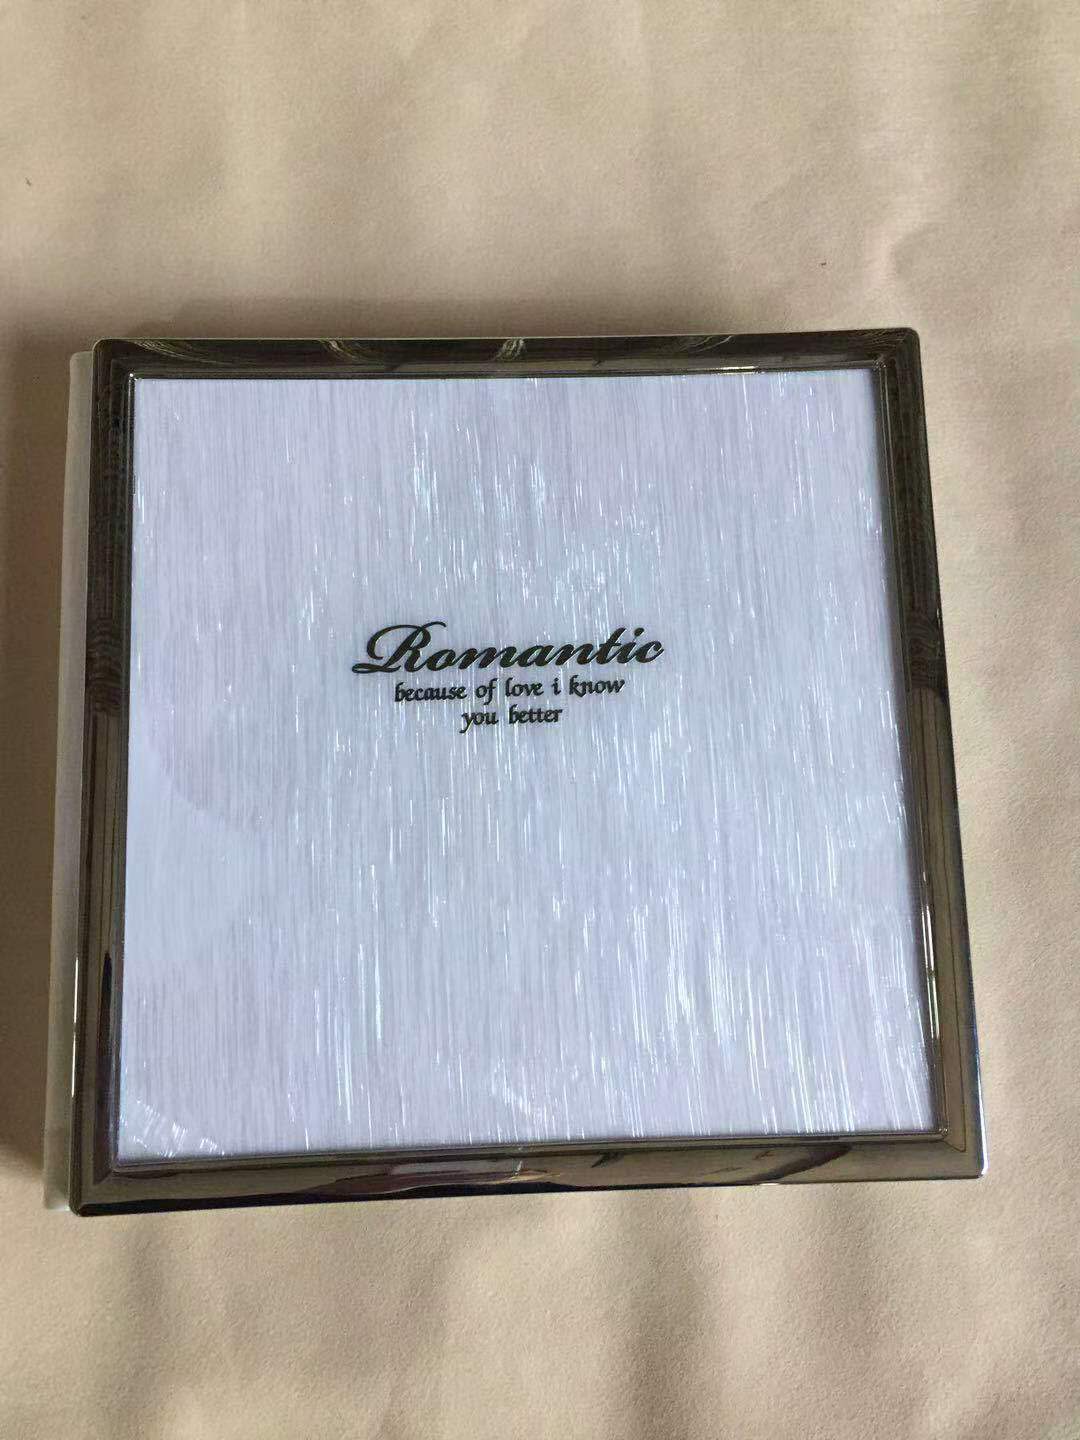 Romantic
because of love i know
you better